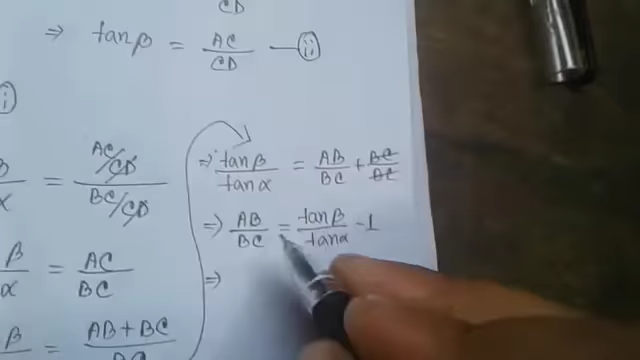 CD
⇒ tanβ = AC/CD — (ii)
(i)
β/α = (AC/CD)/(BC/CD)
β/α = AC/BC
β = (AB+BC)/BC
⇒ tanβ/tanα = AB/BC + BC/BC
⇒ AB/BC = tanβ/tanα - 1
⇒